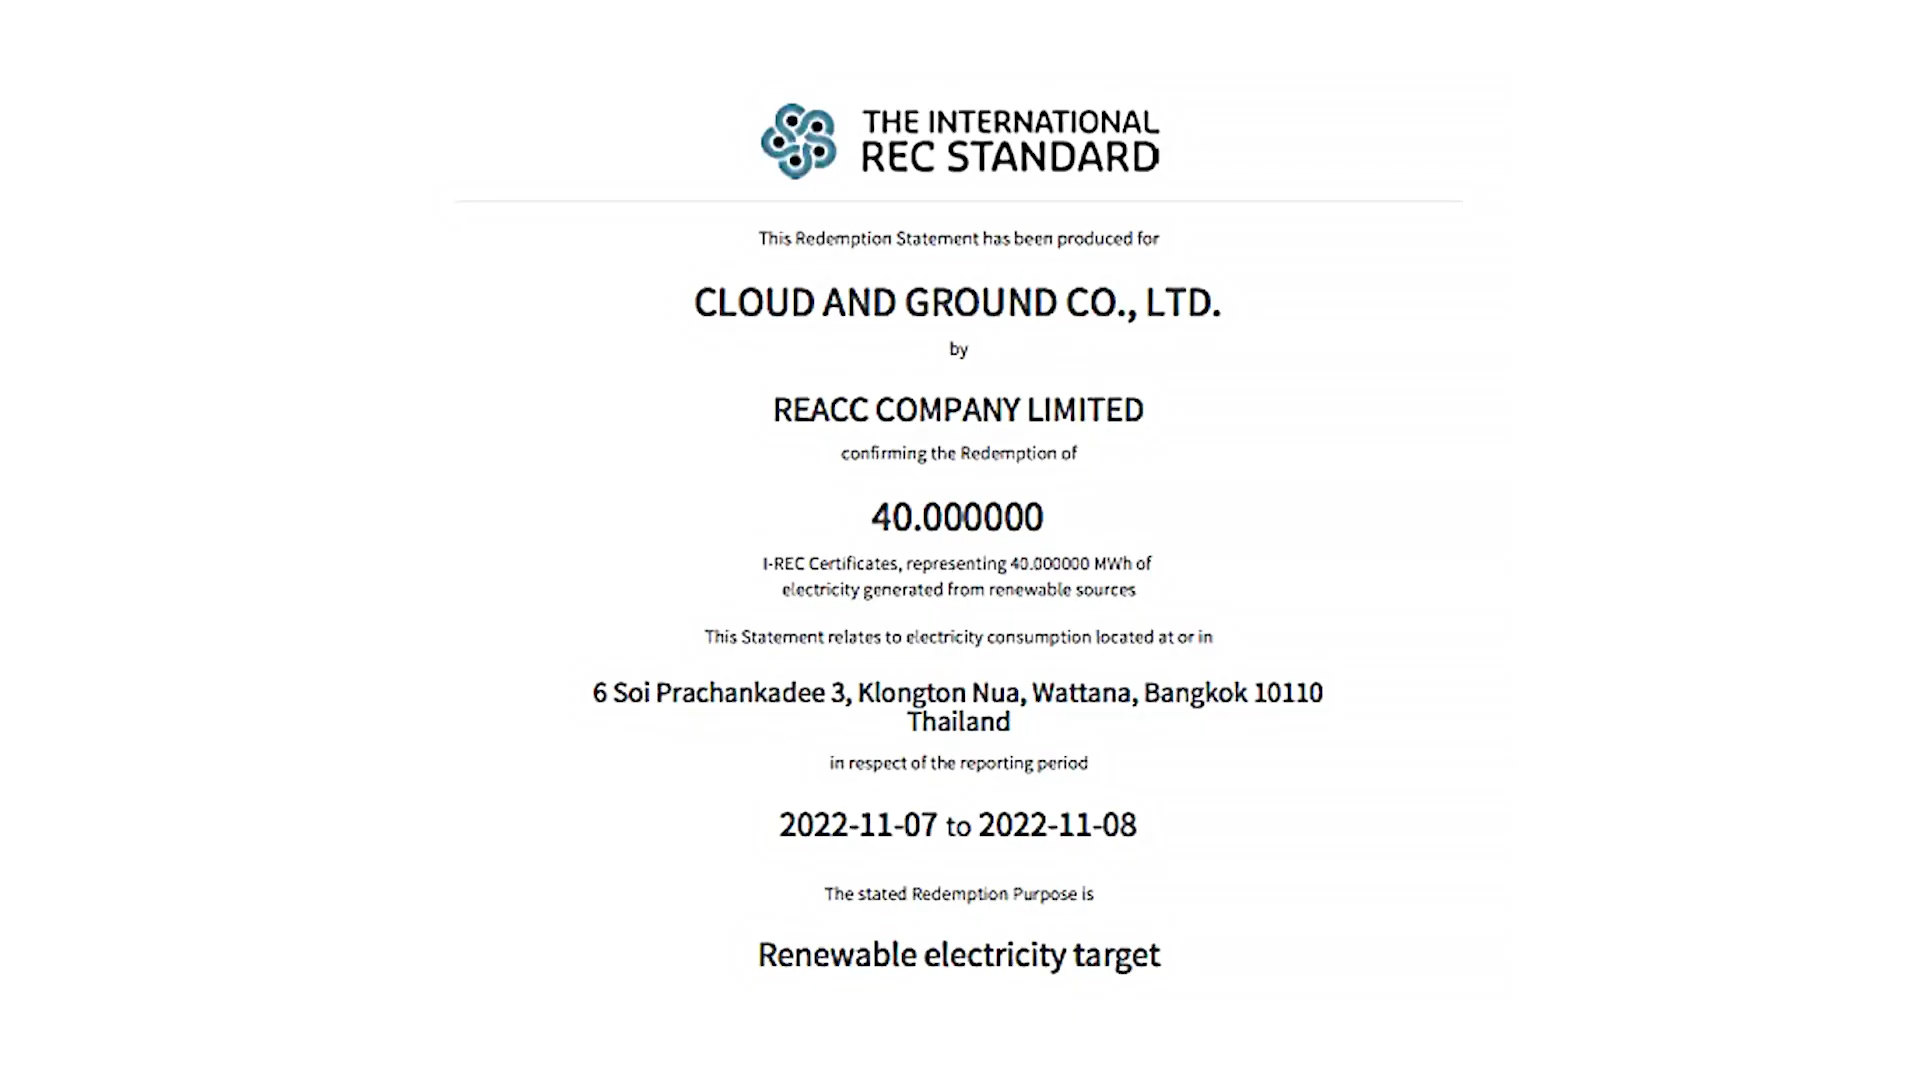 THE INTERNATIONAL
REC STANDARD
This Redemption Statement has been produced for
CLOUD AND GROUND CO., LTD.
by
REACC COMPANY LIMITED
confirming the Redemption of
40.000000
I-REC Certificates, representing 40.000000 MWh of
electricity generated from renewable sources
This Statement relates to electricity consumption located at or in
6 Soi Prachankadee 3, Klongton Nua, Wattana, Bangkok 10110
Thailand
in respect of the reporting period
2022-11-07 to 2022-11-08
The stated Redemption Purpose is
Renewable electricity target